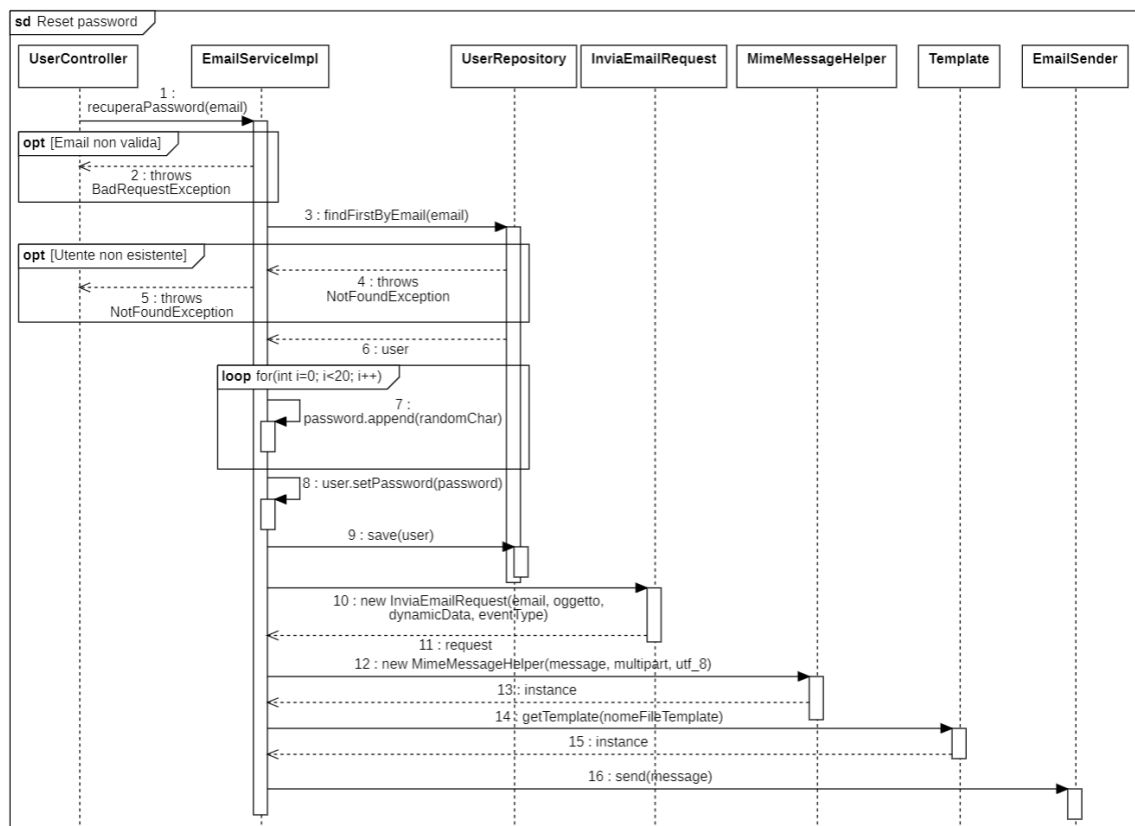 sd Reset password
UserController
EmailServiceImpl
UserRepository
InviaEmailRequest
MimeMessageHelper
Template
EmailSender
1 :
recuperaPassword(email)
opt [Email non valida]
2 : throws
BadRequestException
3 : findFirstByEmail(email)
opt [Utente non esistente]
4 : throws
NotFoundException
5 : throws
NotFoundException
6 : user
loop for(int i=0; i<20; i++)
7 :
password.append(randomChar)
8 : user.setPassword(password)
9 : save(user)
10 : new InviaEmailRequest(email, oggetto,
dynamicData, eventType)
11 : request
12 : new MimeMessageHelper(message, multipart, utf_8)
13 : instance
14 : getTemplate(nomeFileTemplate)
15 : instance
16 : send(message)